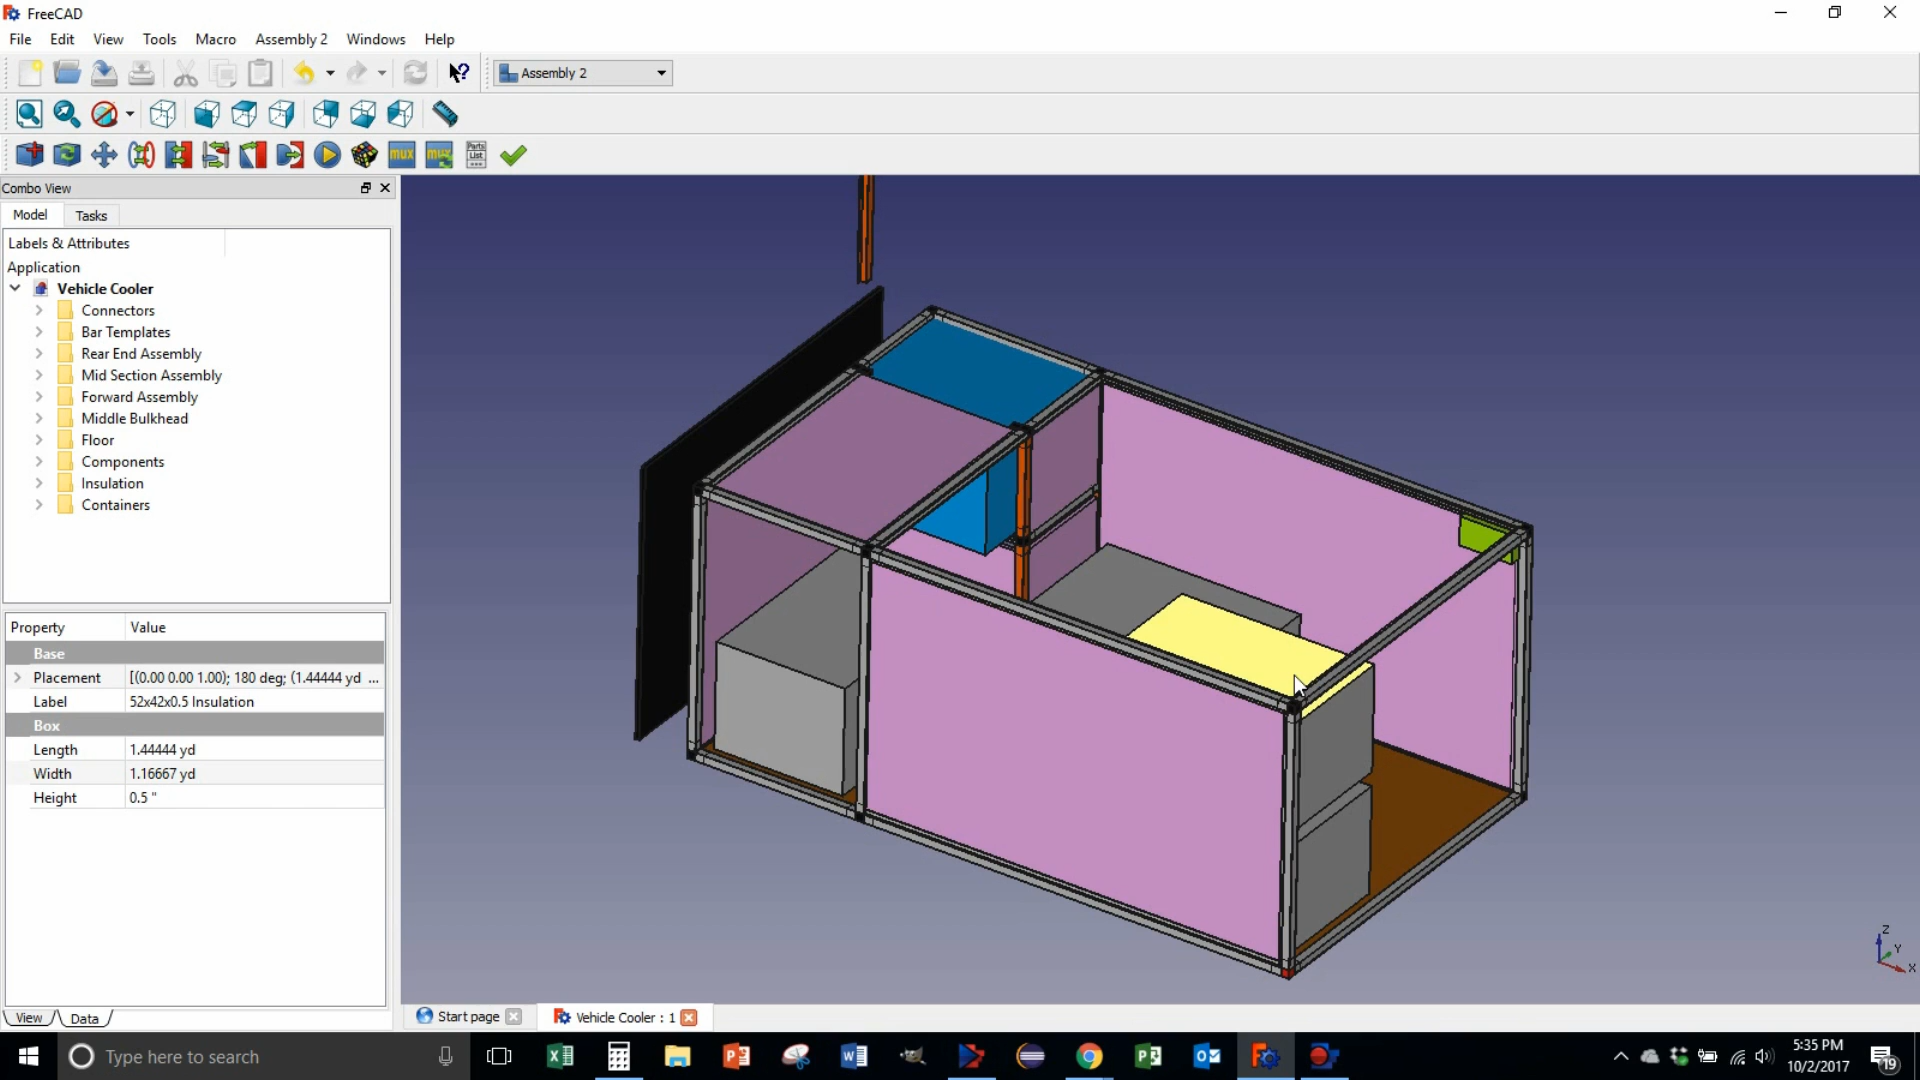 FreeCAD
File Edit View Tools Macro Assembly 2 Windows Help
Assembly 2
mux
Parts List
Combo View
Model Tasks
Labels & Attributes
Application
Vehicle Cooler
Connectors
Bar Templates
Rear End Assembly
Mid Section Assembly
Forward Assembly
Middle Bulkhead
Floor
Components
Insulation
Containers
Property Value
Base
Placement [(0.00 0.00 1.00); 180 deg; (1.44444 yd ...
Label 52x42x0.5 Insulation
Box
Length 1.44444 yd
Width 1.16667 yd
Height 0.5 "
Z
Y
X
View Data
Start page Vehicle Cooler : 1
Type here to search
5:35 PM
10/2/2017
19